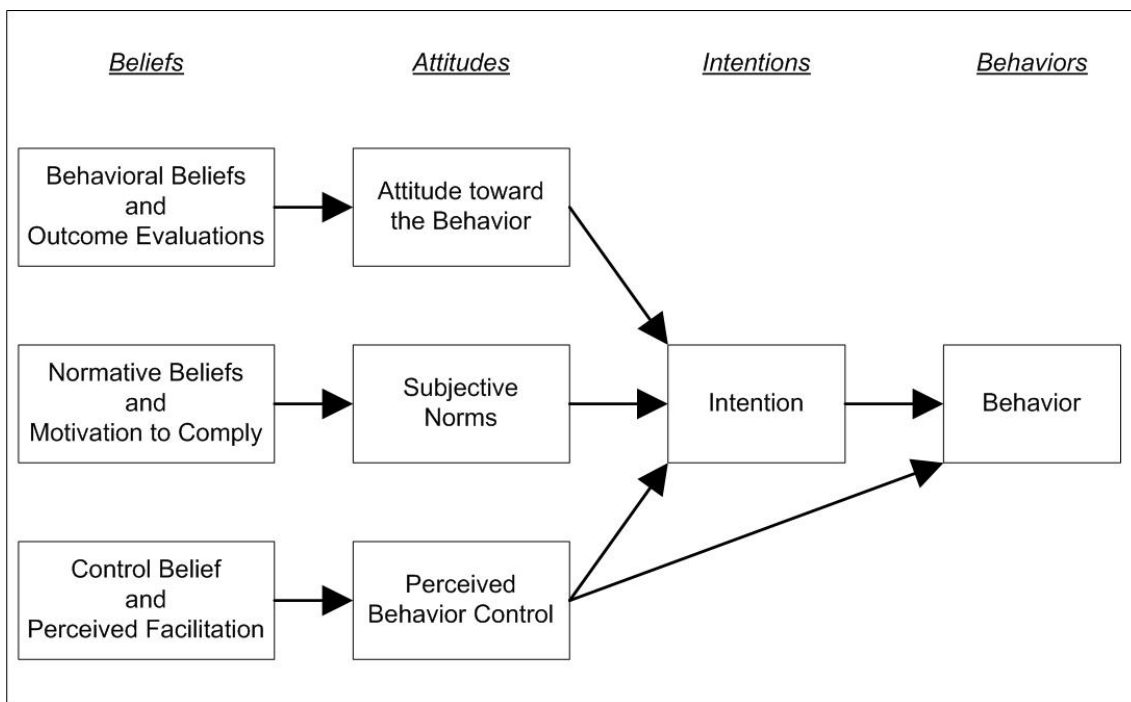 Beliefs
Attitudes
Intentions
Behaviors
Behavioral Beliefs
and
Outcome Evaluations
Attitude toward
the Behavior
Normative Beliefs
and
Motivation to Comply
Subjective
Norms
Intention
Behavior
Control Belief
and
Perceived Facilitation
Perceived
Behavior Control